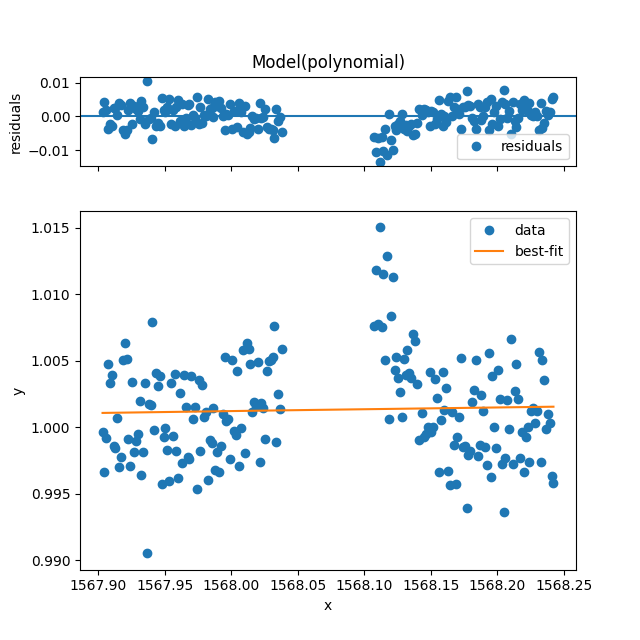 Model(polynomial)
0.01
0.00
−0.01
residuals
residuals
1.015
1.010
1.005
1.000
0.995
0.990
y
data
best-fit
1567.90 1567.95 1568.00 1568.05 1568.10 1568.15 1568.20 1568.25
x